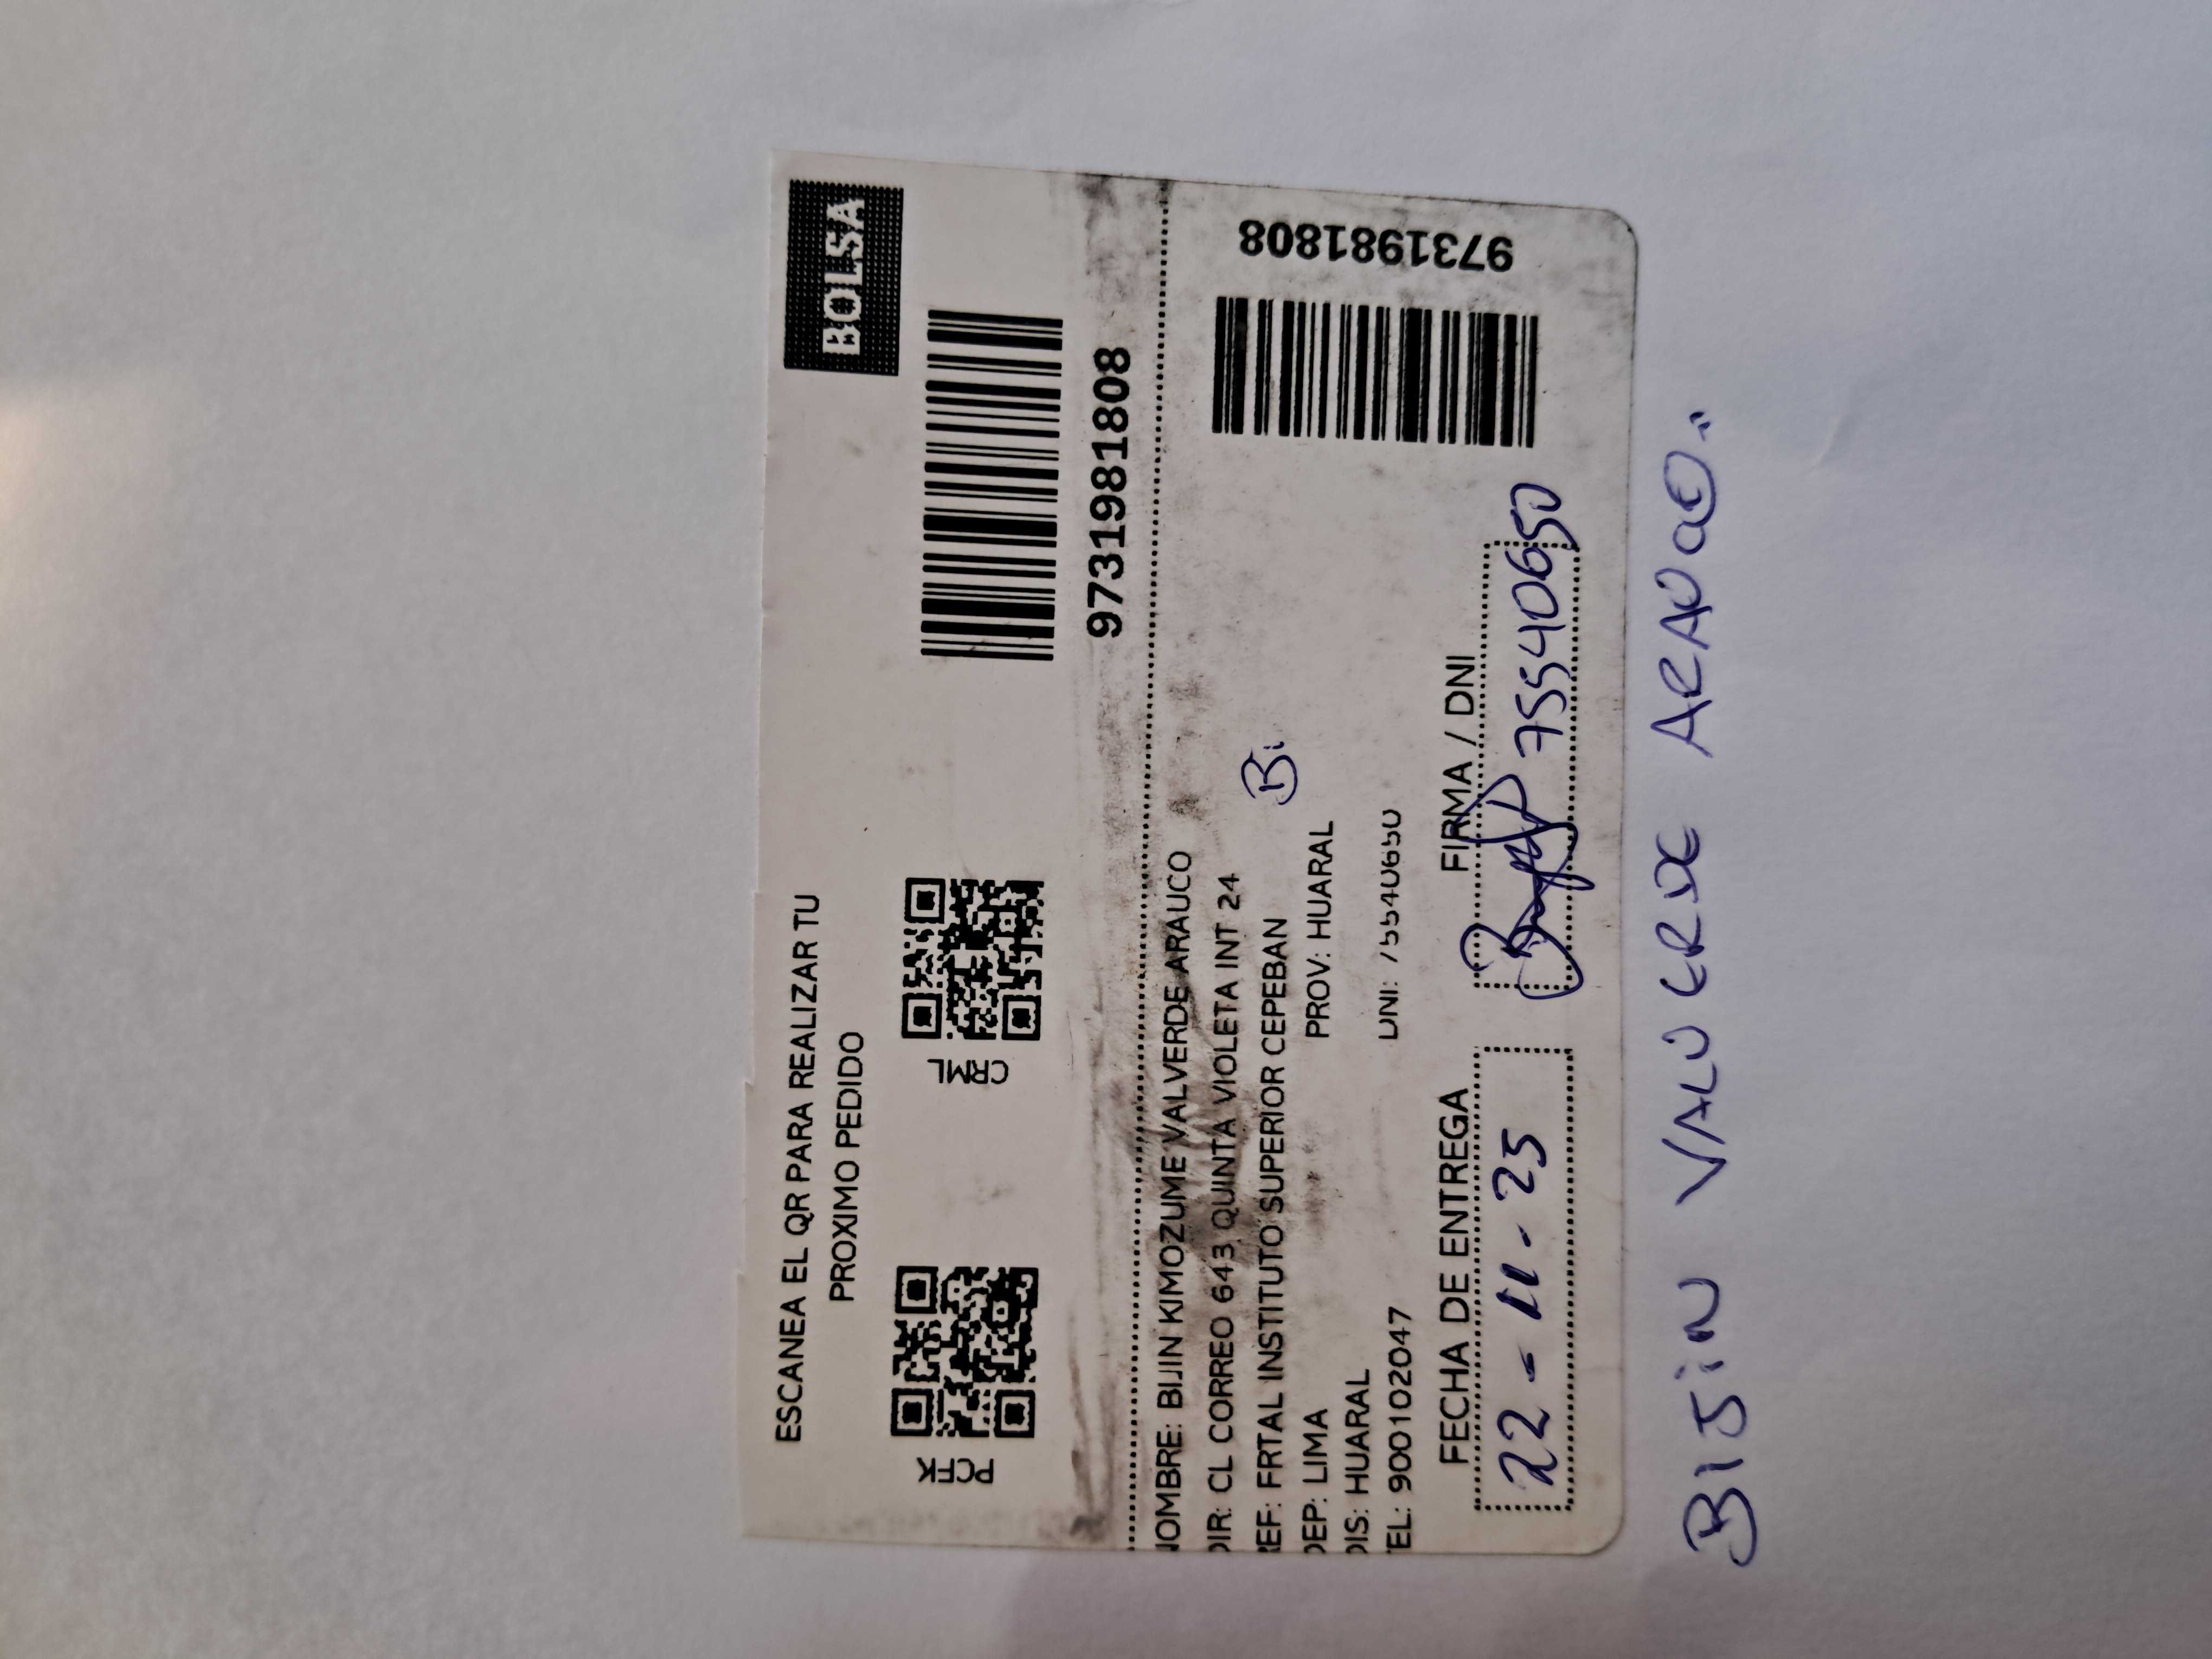 ESCANEA EL QR PARA REALIZAR TU
PROXIMO PEDIDO
BOLSA
PCFK
CRML
9731981808
NOMBRE: BIJIN KIMOZUME VALVERDE ARAUCO
DIR: CL CORREO 643 QUINTA VIOLETA INT 24
REF: FRTAL INSTITUTO SUPERIOR CEPEBAN
Bi
DEP: LIMA PROV: HUARAL
DIS: HUARAL
TEL: 900102047 DNI: 75540650
9731981808
FECHA DE ENTREGA FIRMA / DNI
22 - 11 - 25 75540650
BIJIN VALVERDE ARAUCO